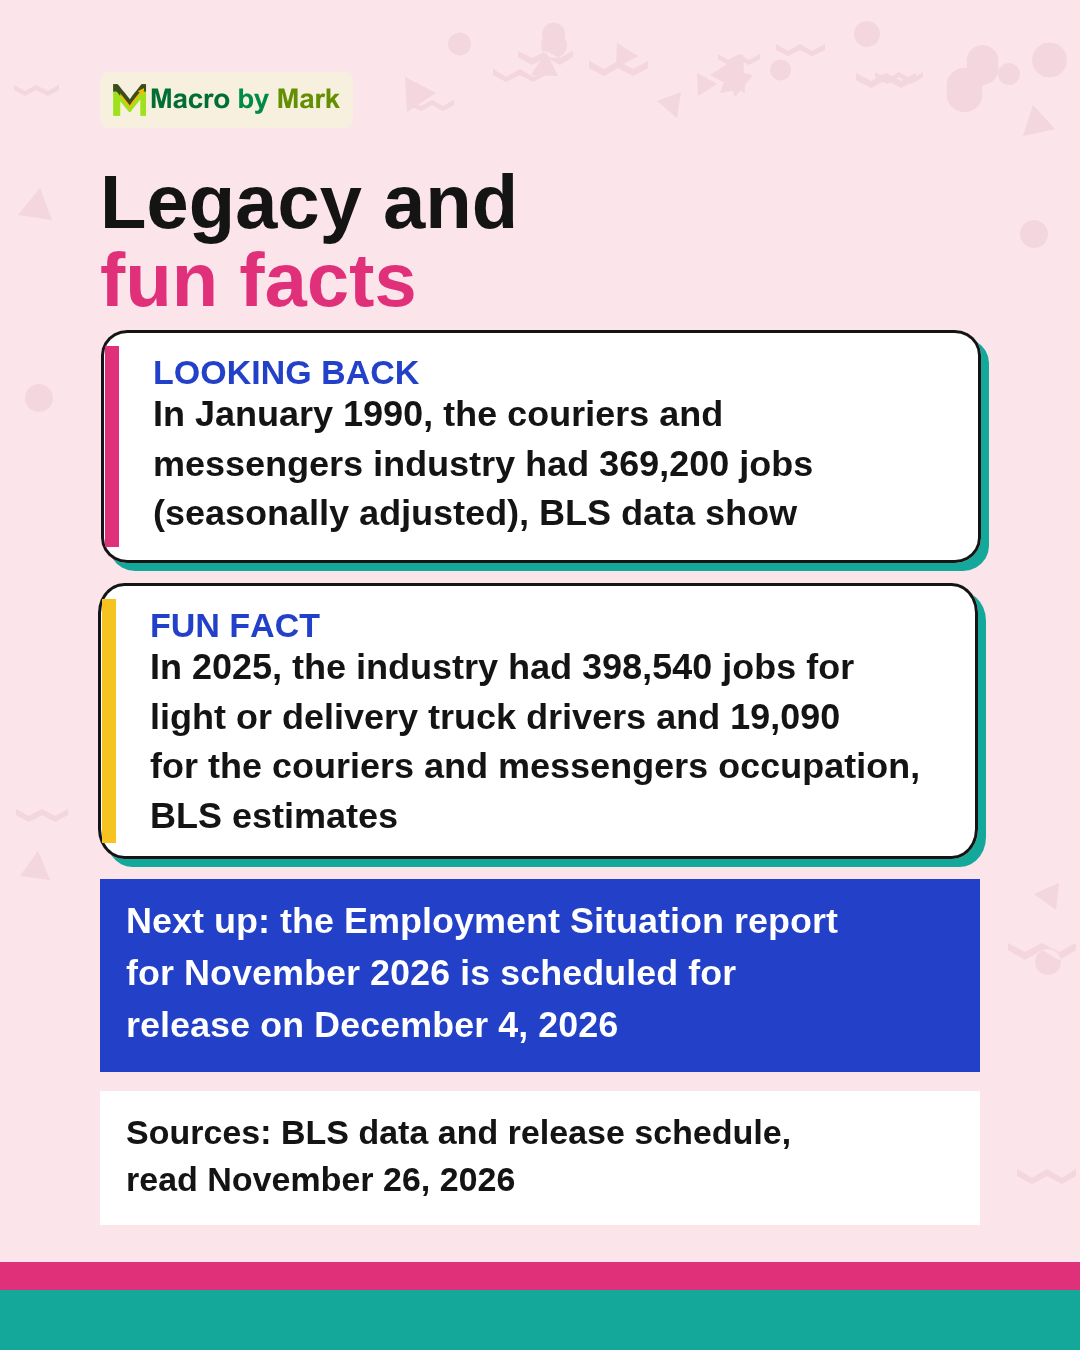 Macro by Mark
Legacy and
fun facts
LOOKING BACK
In January 1990, the couriers and
messengers industry had 369,200 jobs
(seasonally adjusted), BLS data show
FUN FACT
In 2025, the industry had 398,540 jobs for
light or delivery truck drivers and 19,090
for the couriers and messengers occupation,
BLS estimates
Next up: the Employment Situation report
for November 2026 is scheduled for
release on December 4, 2026
Sources: BLS data and release schedule,
read November 26, 2026